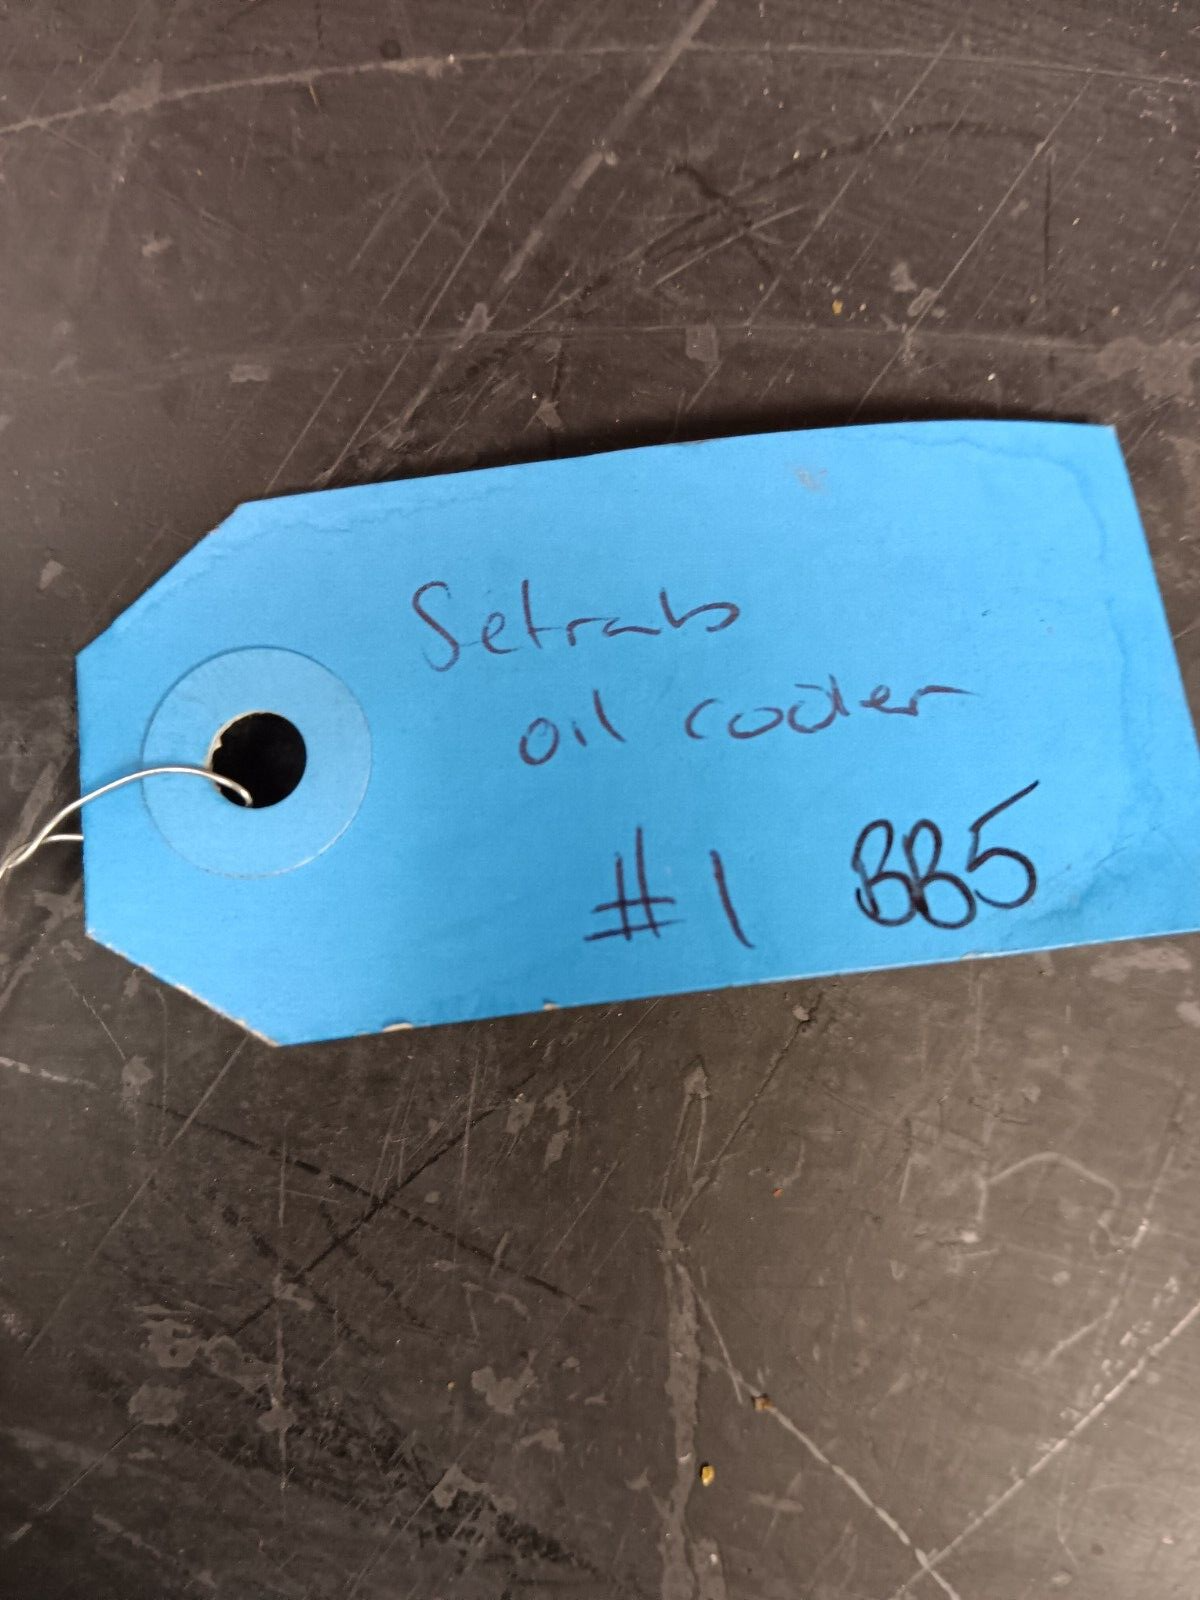 Setrab
oil cooler
#1 BB5